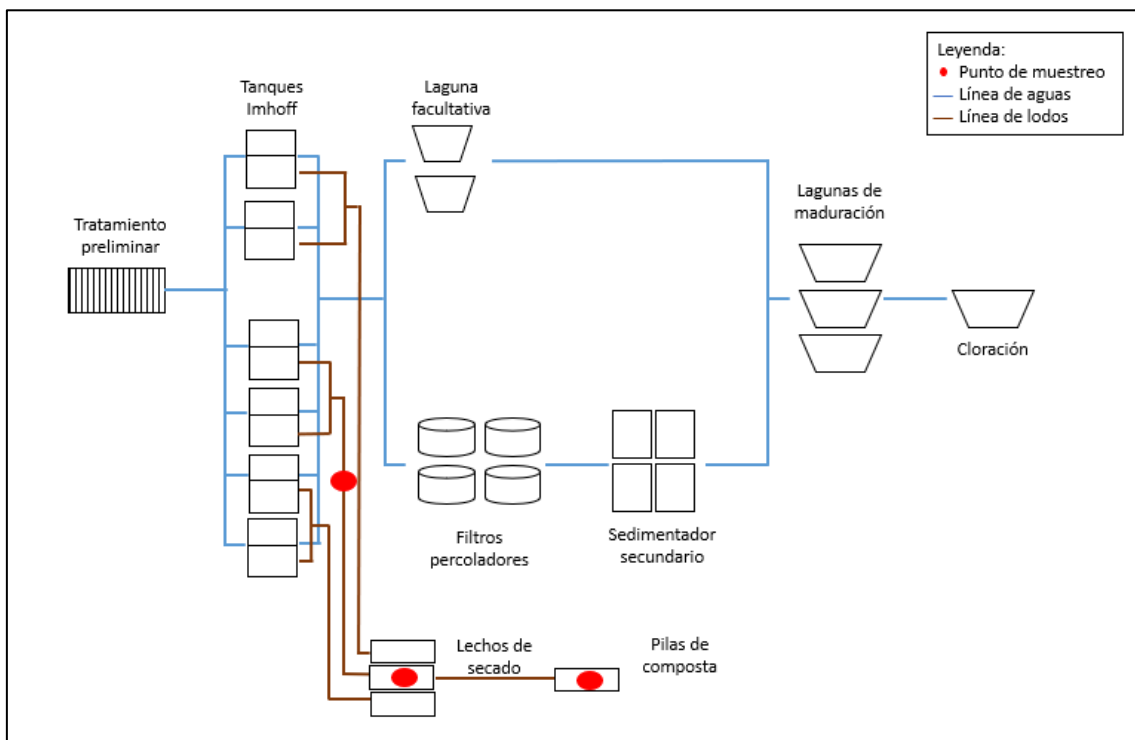 Leyenda:
Punto de muestreo
Línea de aguas
Línea de lodos
Tanques
Imhoff
Laguna
facultativa
Tratamiento
preliminar
Lagunas de
maduración
Cloración
Filtros
percoladores
Sedimentador
secundario
Lechos de
secado
Pilas de
composta